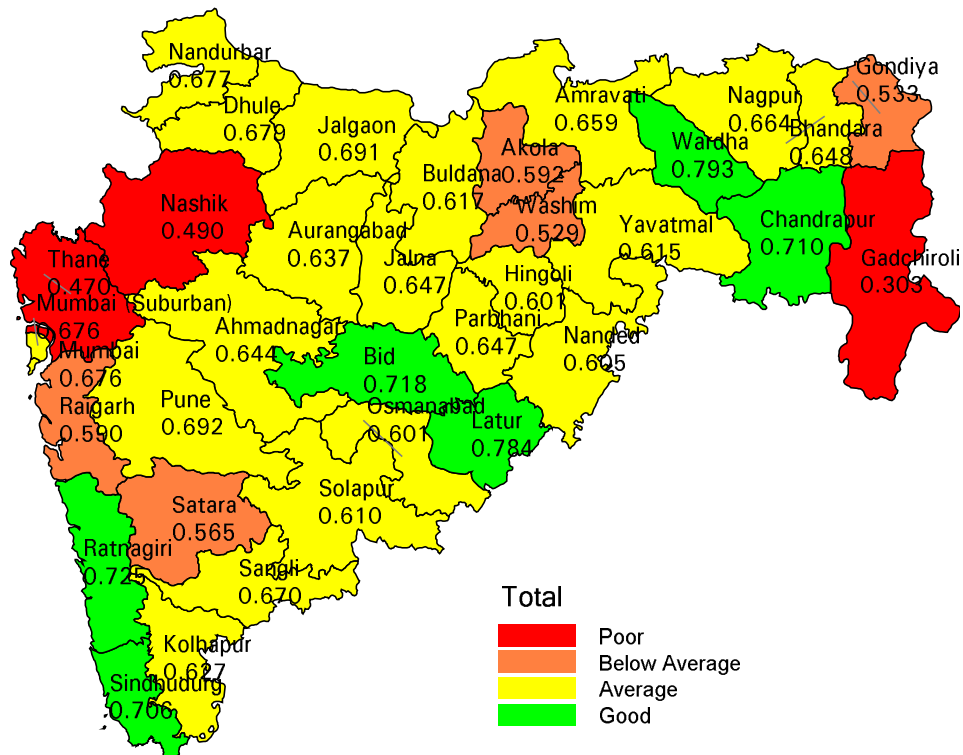 Nandurbar
0.677
Dhule
0.679
Jalgaon
0.691
Buldana
0.617
Akola
0.592
Washim
0.529
Amravati
0.659
Wardha
0.793
Nagpur
0.664
Bhandara
0.648
Gondiya
0.533
Nashik
0.490
Aurangabad
0.637
Jalna
0.647
Hingoli
0.601
Parbhani
0.647
Yavatmal
0.615
Chandrapur
0.710
Gadchiroli
0.303
Thane
0.470
Mumbai (Suburban)
0.676
Mumbai
0.676
Ahmadnagar
0.644
Nanded
0.605
Bid
0.718
Raigarh
0.590
Pune
0.692
Osmanabad
0.601
Latur
0.784
Satara
0.565
Solapur
0.610
Ratnagiri
0.725
Sangli
0.670
Kolhapur
0.627
Sindhudurg
0.706
Total
Poor
Below Average
Average
Good